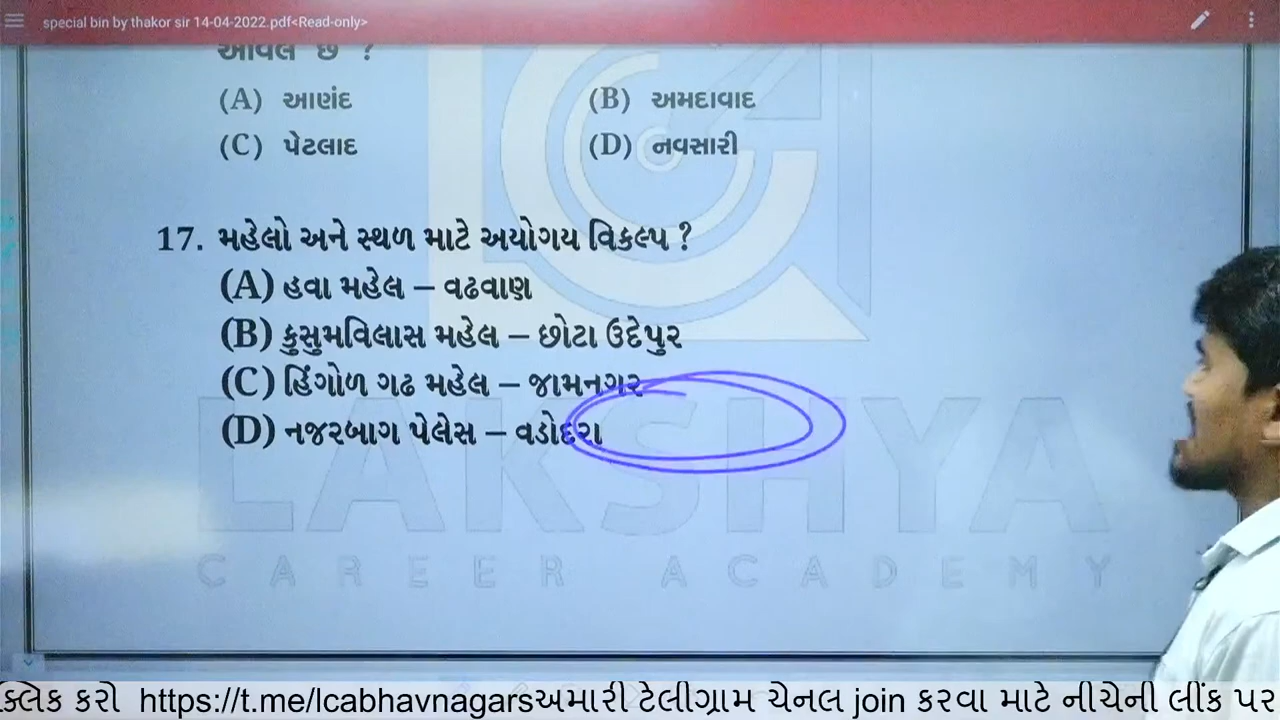 special bin by thakor sir 14-04-2022.pdf<Read-only>
આવેલ છે ?
(A) આણંદ
(B) અમદાવાદ
(C) પેટલાદ
(D) નવસારી
17. મહેલો અને સ્થળ માટે અયોગય વિકલ્પ ?
(A) હવા મહેલ – વઢવાણ
(B) કુસુમવિલાસ મહેલ – છોટા ઉદેપુર
(C) હિંગોળ ગઢ મહેલ – જામનગર
(D) નજરબાગ પેલેસ – વડોદરા
LAKSHYA
CAREER ACADEMY
ક્લિક કરો https://t.me/lcabhavnagarsઅમારી ટેલીગ્રામ ચેનલ join કરવા માટે નીચેની લીંક પર